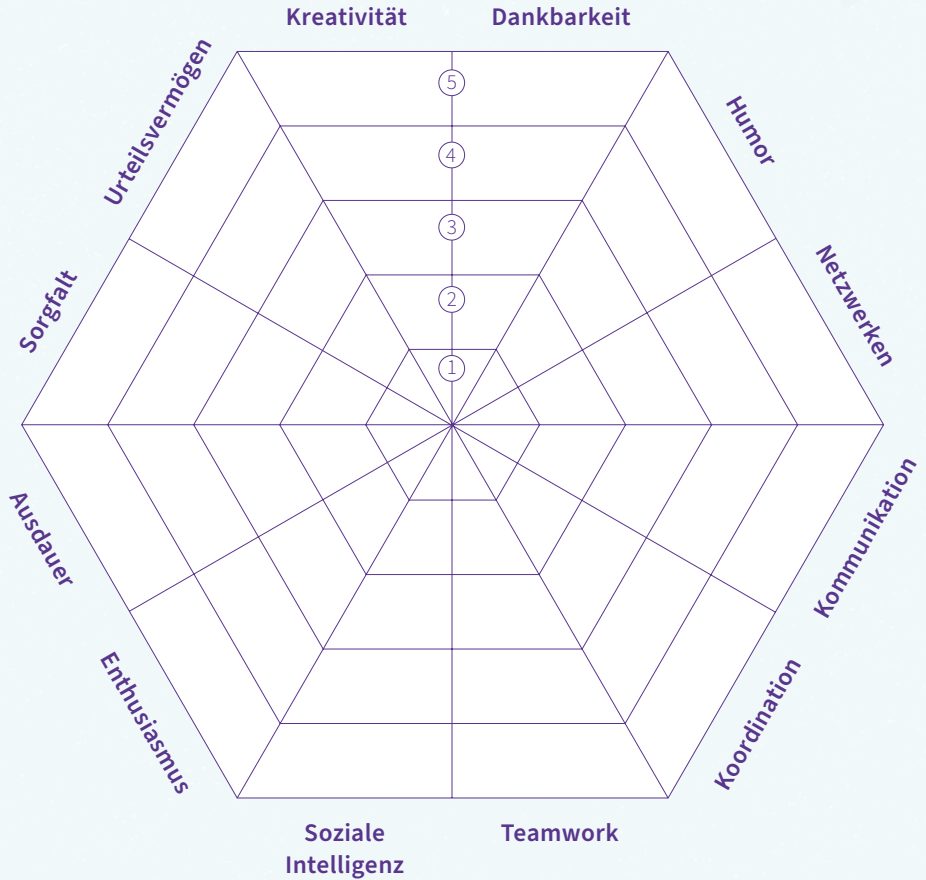 Kreativität
Dankbarkeit
Urteilsvermögen
Humor
Sorgfalt
Netzwerken
5
4
3
2
1
Ausdauer
Kommunikation
Enthusiasmus
Koordination
Soziale
Intelligenz
Teamwork